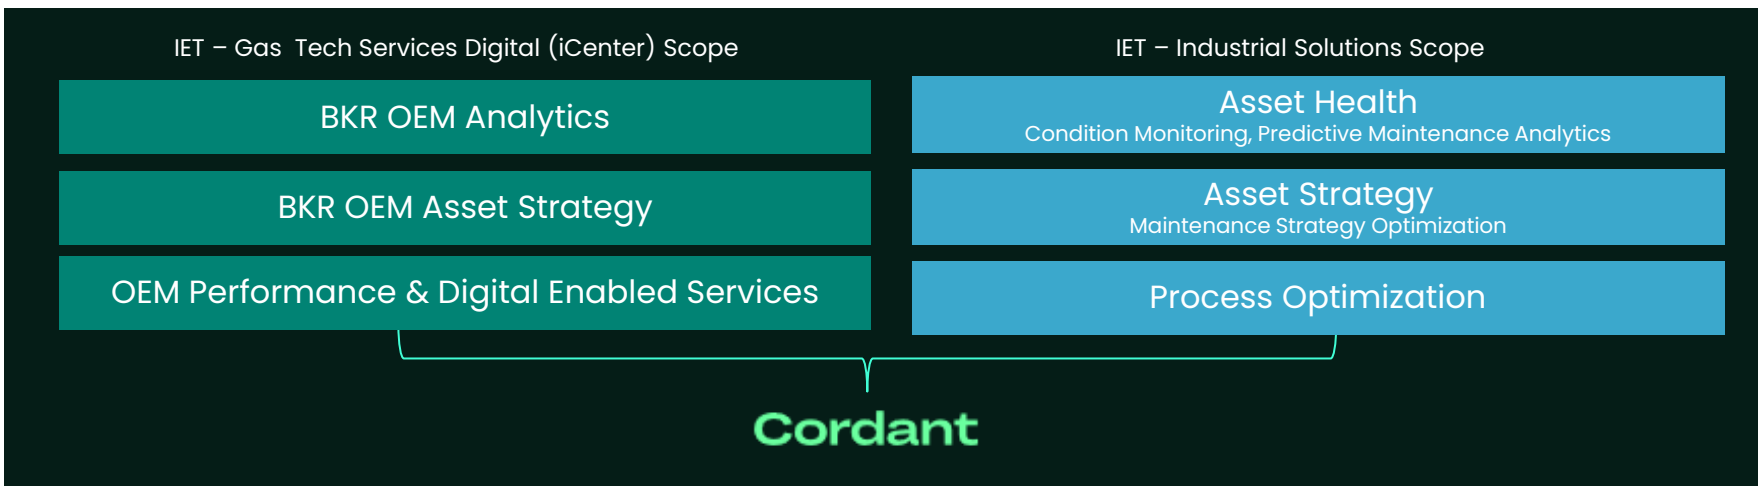 IET – Gas Tech Services Digital (iCenter) Scope
BKR OEM Analytics
BKR OEM Asset Strategy
OEM Performance & Digital Enabled Services
IET – Industrial Solutions Scope
Asset Health
Condition Monitoring, Predictive Maintenance Analytics
Asset Strategy
Maintenance Strategy Optimization
Process Optimization
Cordant